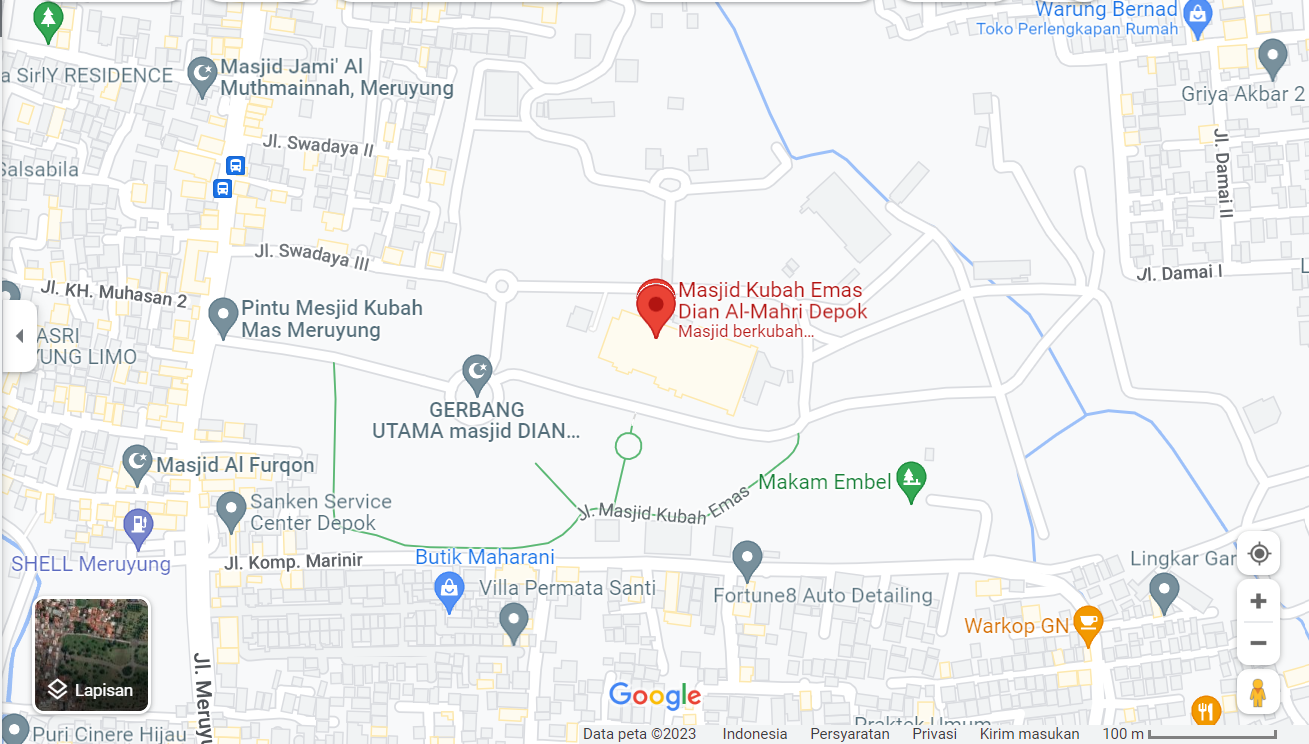 Warung Bernad
Toko Perlengkapan Rumah
a SirlY RESIDENCE
Masjid Jami' Al
Muthmainnah, Meruyung
Griya Akbar 2
Jl. Swadaya II
Jl. Damai II
Salsabila
Jl. Swadaya III
Jl. Damai I
Jl. KH. Muhasan 2
Masjid Kubah Emas
Dian Al-Mahri Depok
Masjid berkubah...
Pintu Mesjid Kubah
Mas Meruyung
ASRI
YUNG LIMO
GERBANG
UTAMA masjid DIAN...
Masjid Al Furqon
Makam Embel
Sanken Service
Center Depok
Jl. Masjid Kubah Emas
SHELL Meruyung
Jl. Komp. Marinir
Butik Maharani
Lingkar Gar
Villa Permata Santi
Fortune8 Auto Detailing
Warkop GN
Lapisan
Jl. Meruyu
Google
Praktek Umum
Puri Cinere Hijau
Data peta ©2023
Indonesia
Persyaratan
Privasi
Kirim masukan
100 m